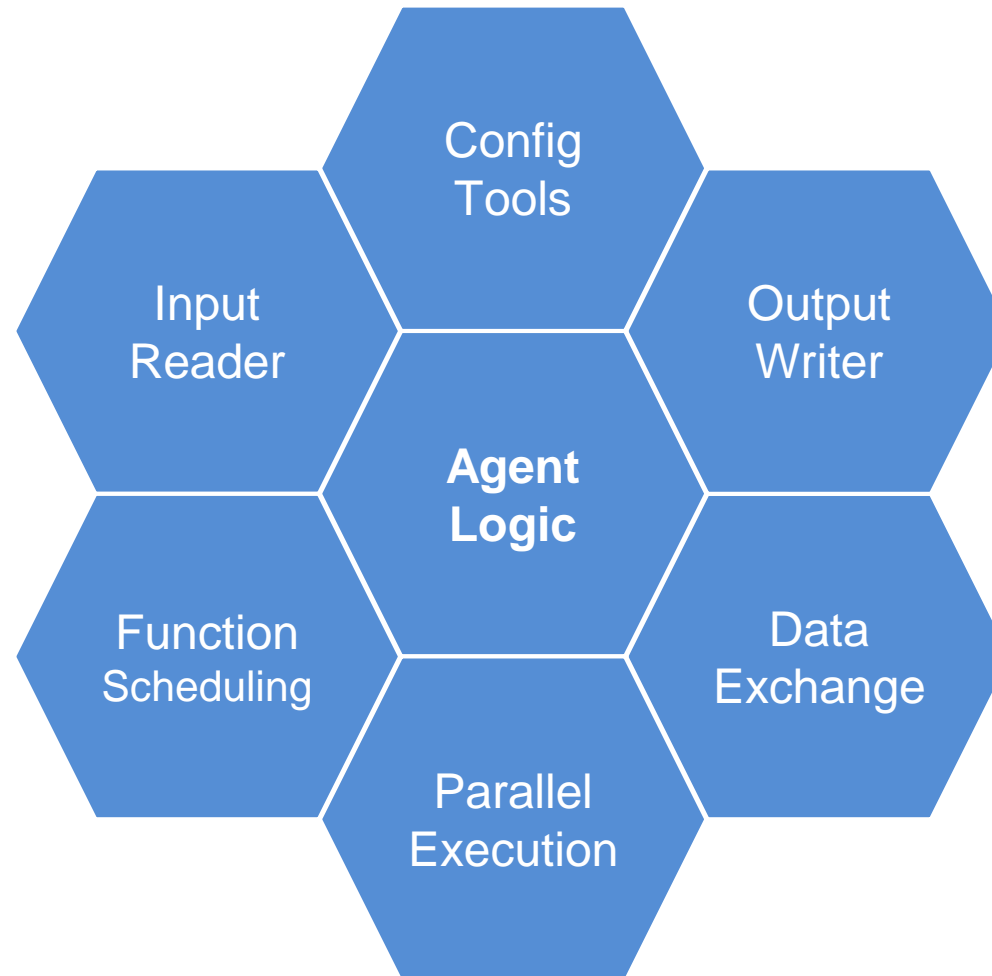 Config
Tools
Input
Reader
Output
Writer
Agent
Logic
Function
Scheduling
Data
Exchange
Parallel
Execution